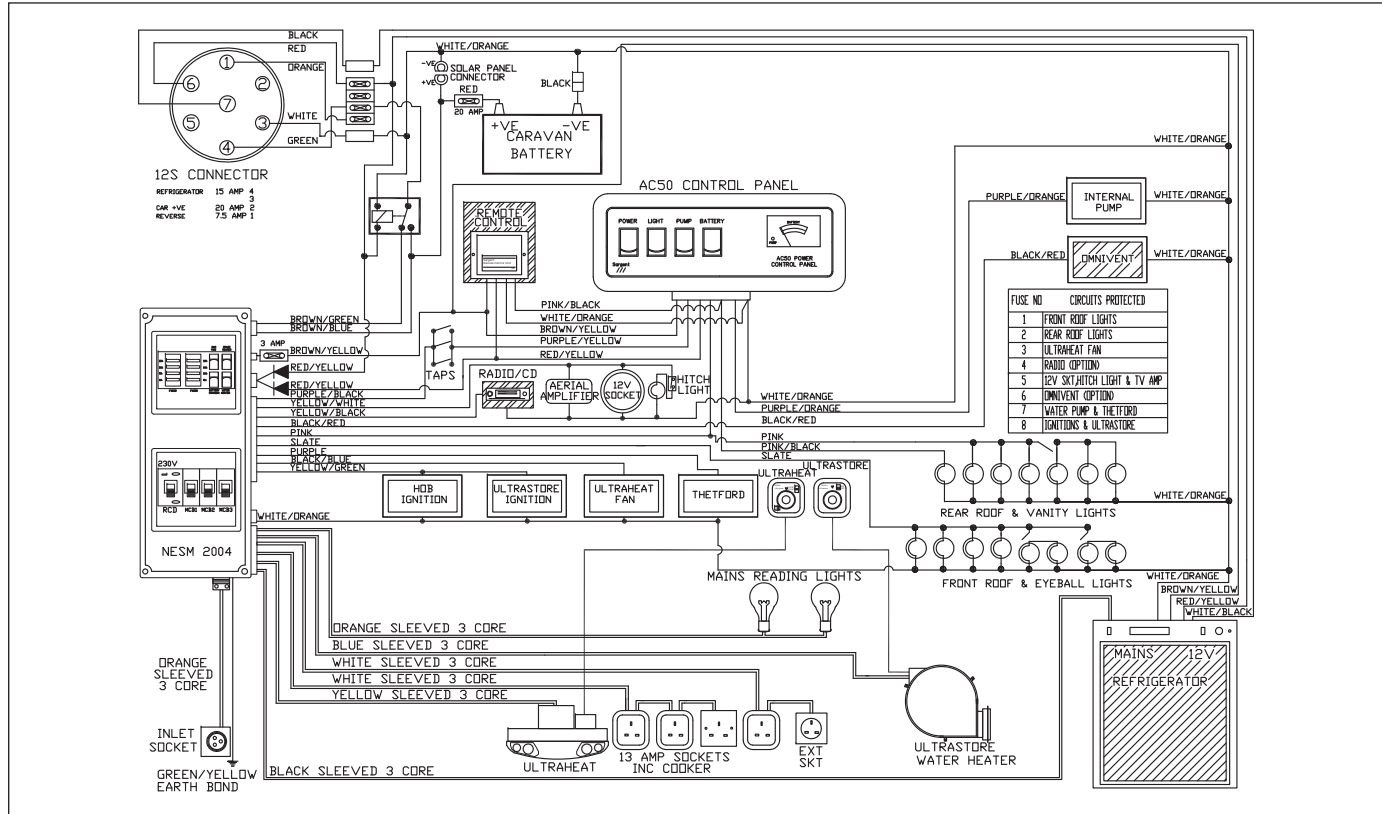 BLACK
RED
ORANGE
WHITE
GREEN
1
6
2
7
5
3
4
12S CONNECTOR
REFRIGERATOR 15 AMP 4
3
CAR +VE 20 AMP 2
REVERSE 7.5 AMP 1
WHITE/ORANGE
-VE
+VE
SOLAR PANEL
CONNECTOR
RED
20 AMP
BLACK
+VE -VE
CARAVAN
BATTERY
REMOTE
CONTROL
AC50 CONTROL PANEL
POWER LIGHT PUMP BATTERY
BATTERY
Sargent
AC50 POWER
CONTROL PANEL
WHITE/ORANGE
PURPLE/ORANGE
INTERNAL
PUMP
WHITE/ORANGE
BLACK/RED
OMNIVENT
WHITE/ORANGE
FUSE NO CIRCUITS PROTECTED
1 FRONT ROOF LIGHTS
2 REAR ROOF LIGHTS
3 ULTRAHEAT FAN
4 RADIO (OPTION)
5 12V SKT,HITCH LIGHT & TV AMP
6 OMNIVENT (OPTION)
7 WATER PUMP & THETFORD
8 IGNITIONS & ULTRASTORE
PINK/BLACK
WHITE/ORANGE
BROWN/YELLOW
PURPLE/YELLOW
RED/YELLOW
BROWN/GREEN
BROWN/BLUE
3 AMP
BROWN/YELLOW
RED/YELLOW
RED/YELLOW
PURPLE/BLACK
YELLOW/WHITE
YELLOW/BLACK
BLACK/RED
PINK
SLATE
PURPLE
BLACK/BLUE
YELLOW/GREEN
TAPS
RADIO/CD
AERIAL
AMPLIFIER
12V
SOCKET
HITCH
LIGHT
WHITE/ORANGE
PURPLE/ORANGE
BLACK/RED
PINK
PINK/BLACK
SLATE
230V
RCD MCB1 MCB2 MCB3
NESM 2004
HOB
IGNITION
ULTRASTORE
IGNITION
ULTRAHEAT
FAN
THETFORD
ULTRAHEAT
ULTRASTORE
WHITE/ORANGE
WHITE/ORANGE
REAR ROOF & VANITY LIGHTS
FRONT ROOF & EYEBALL LIGHTS
MAINS READING LIGHTS
WHITE/ORANGE
BROWN/YELLOW
RED/YELLOW
WHITE/BLACK
MAINS 12V
REFRIGERATOR
ORANGE SLEEVED 3 CORE
BLUE SLEEVED 3 CORE
WHITE SLEEVED 3 CORE
WHITE SLEEVED 3 CORE
YELLOW SLEEVED 3 CORE
ORANGE
SLEEVED
3 CORE
INLET
SOCKET
GREEN/YELLOW
EARTH BOND
BLACK SLEEVED 3 CORE
ULTRAHEAT
13 AMP SOCKETS
INC COOKER
EXT
SKT
ULTRASTORE
WATER HEATER